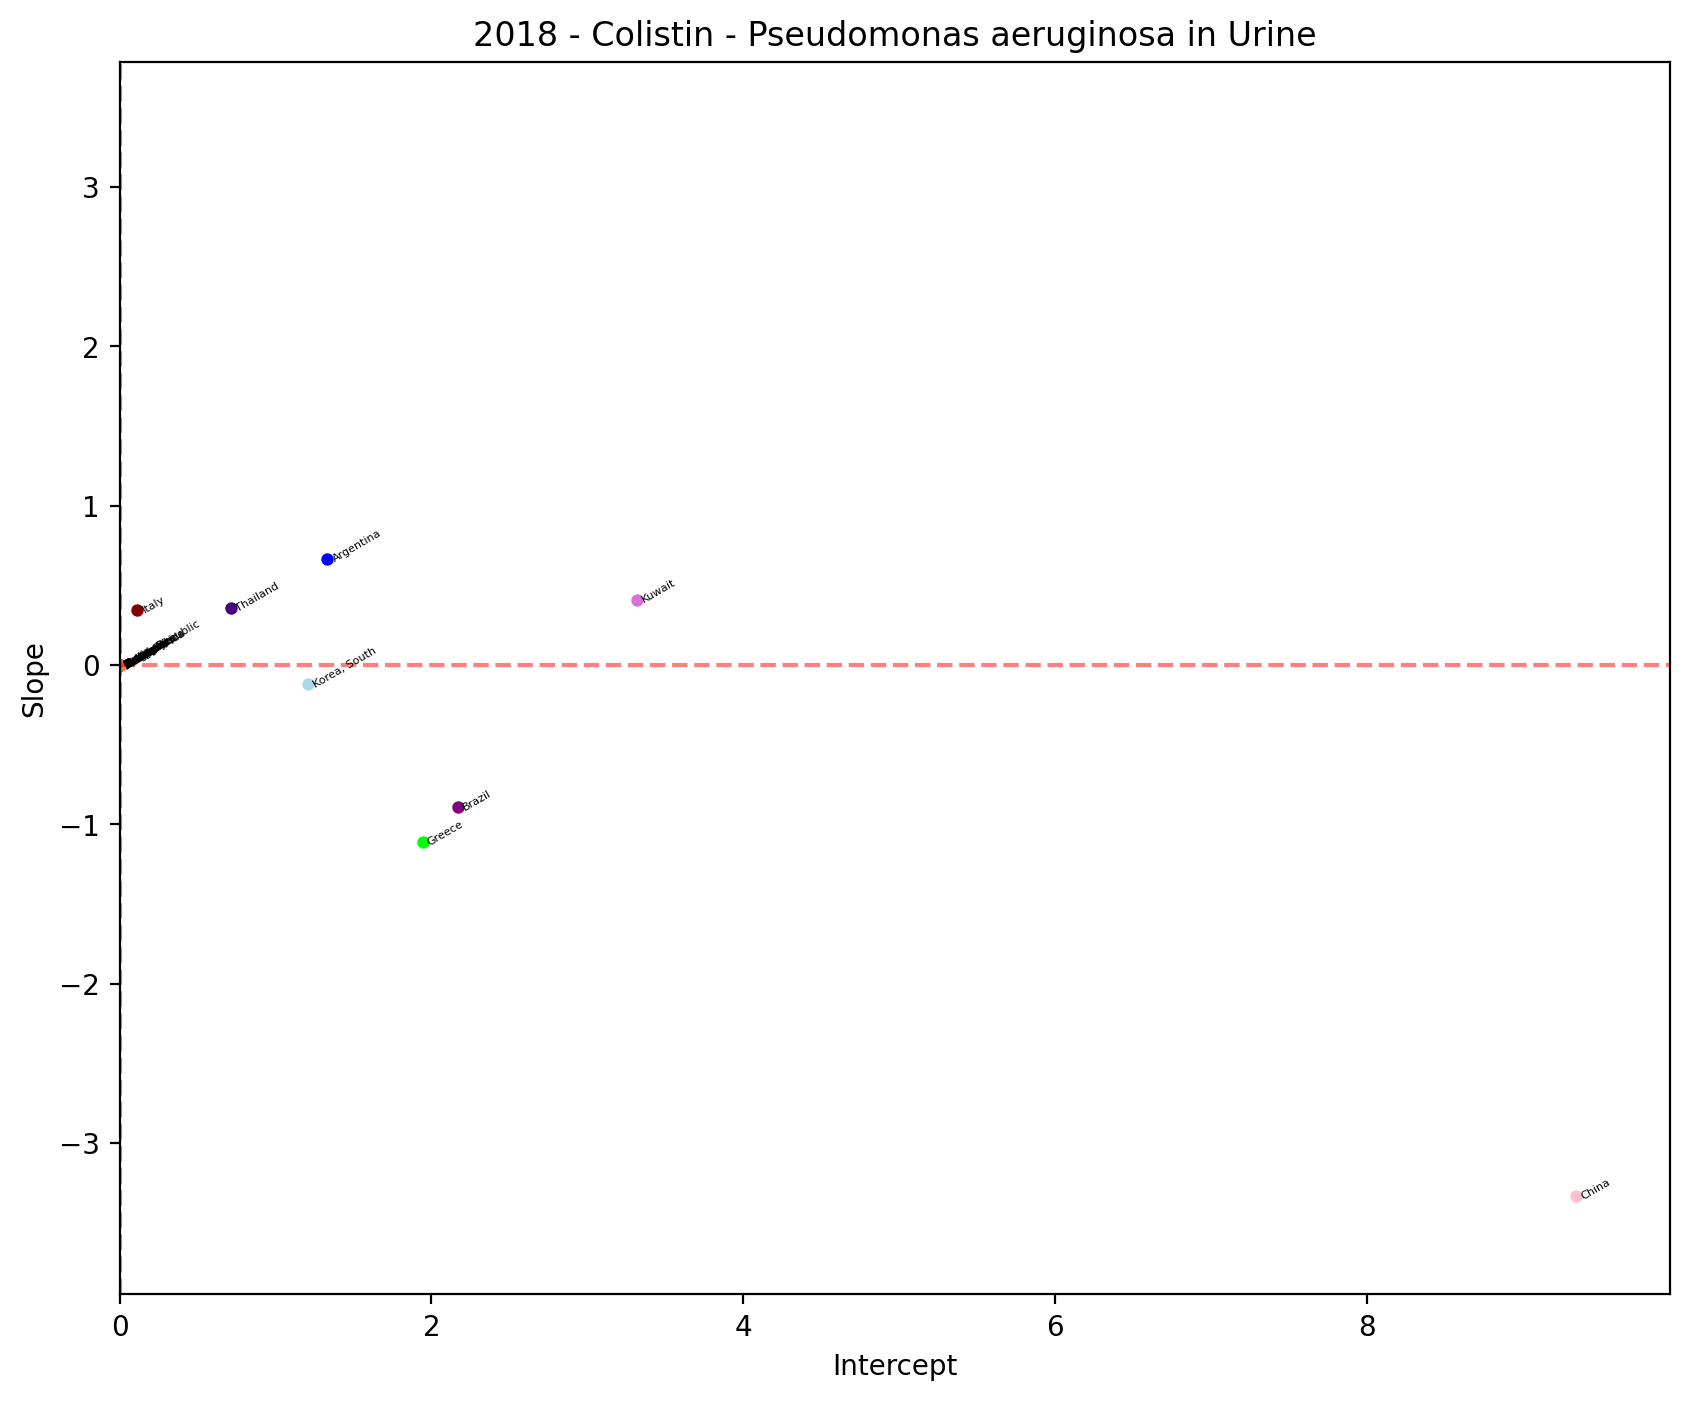 2018 - Colistin - Pseudomonas aeruginosa in Urine
3
2
1
0
−1
−2
−3
Slope
Argentina
Thailand
Italy
Kuwait
Korea, South
Brazil
Greece
China
0
2
4
6
8
Intercept